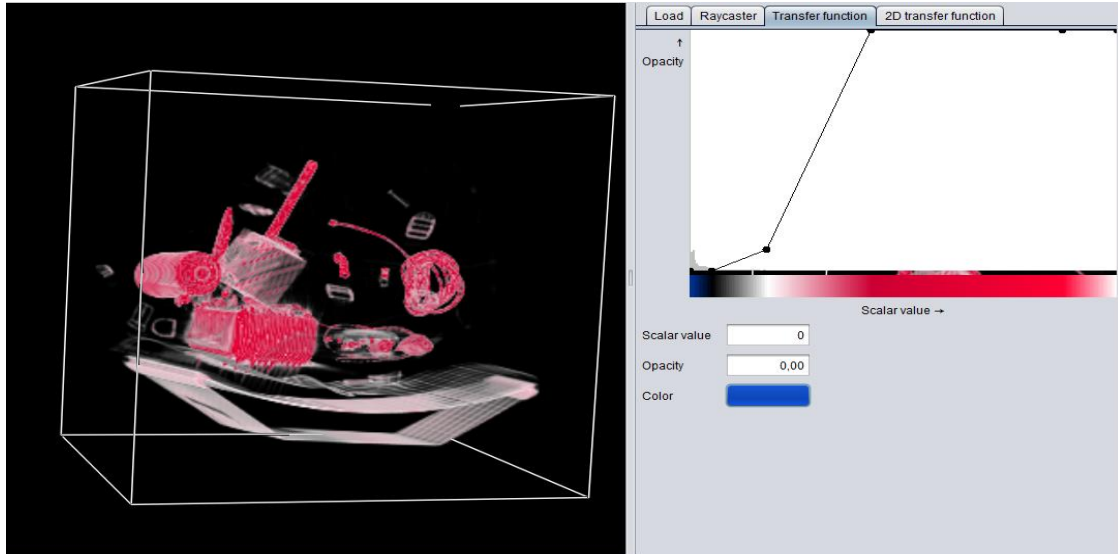 Load Raycaster Transfer function 2D transfer function
↑
Opacity
Scalar value →
Scalar value 0
Opacity 0,00
Color